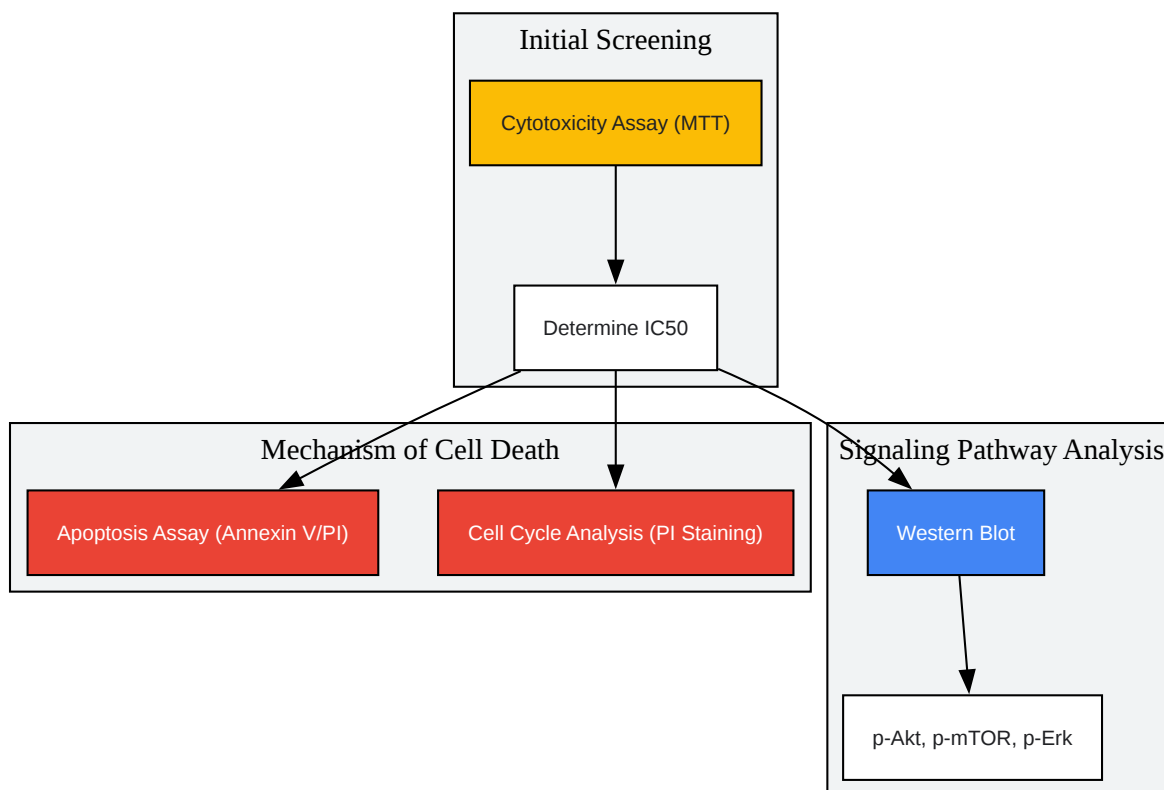 Initial Screening
Cytotoxicity Assay (MTT)
Determine IC50
Mechanism of Cell Death
Signaling Pathway Analysis
Apoptosis Assay (Annexin V/PI)
Cell Cycle Analysis (PI Staining)
Western Blot
p-Akt, p-mTOR, p-Erk